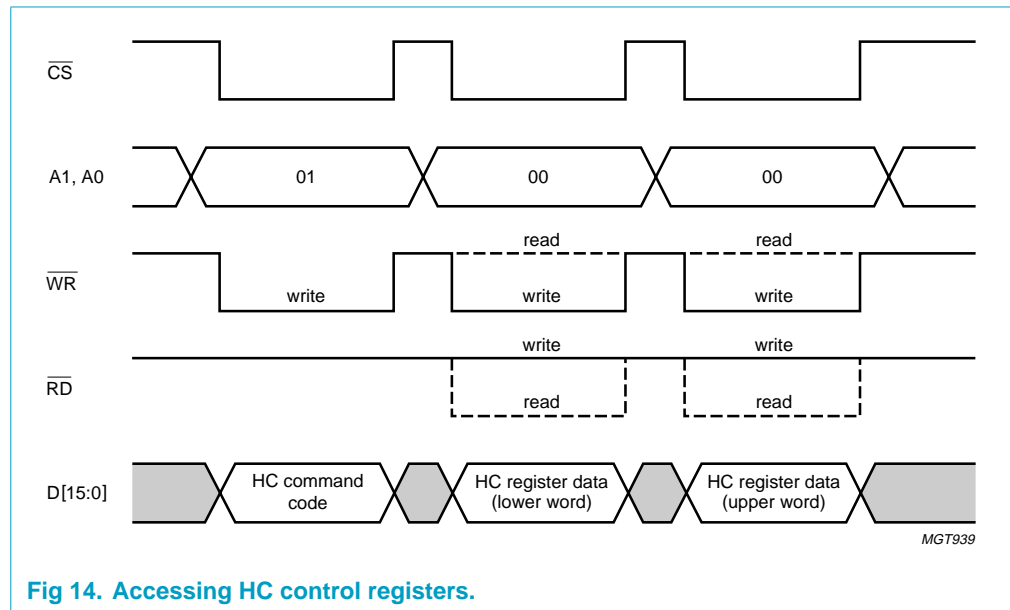 CS
A1, A0
01
00
00
read
read
WR
write
write
write
write
write
RD
read
read
D[15:0]
HC command
code
HC register data
(lower word)
HC register data
(upper word)
MGT939
Fig 14. Accessing HC control registers.